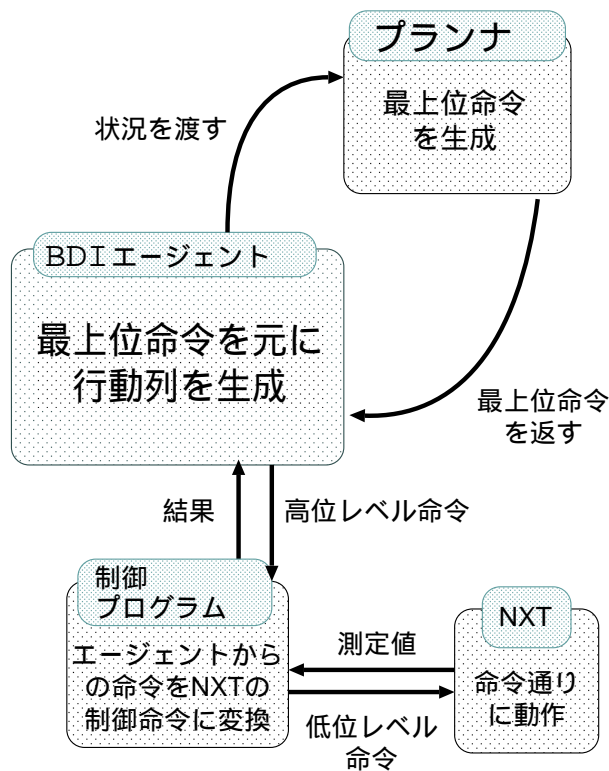 プランナ
最上位命令
を生成
状況を渡す
BDIエージェント
最上位命令を元に
行動列を生成
最上位命令
を返す
結果
高位レベル命令
制御
プログラム
エージェントから
の命令をNXTの
制御命令に変換
測定値
低位レベル
命令
NXT
命令通り
に動作